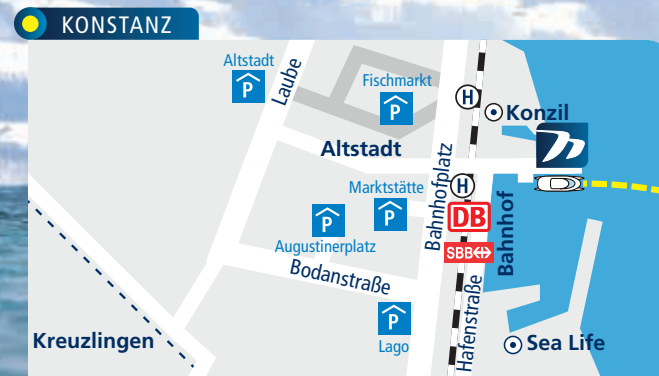 KONSTANZ
Altstadt
P
Laube
Fischmarkt
P
H
Konzil
Altstadt
Bahnhofplatz
Marktstätte
P
H
DB
Bahnhof
P
Augustinerplatz
SBB
Bodanstraße
Hafenstraße
P
Lago
Kreuzlingen
Sea Life